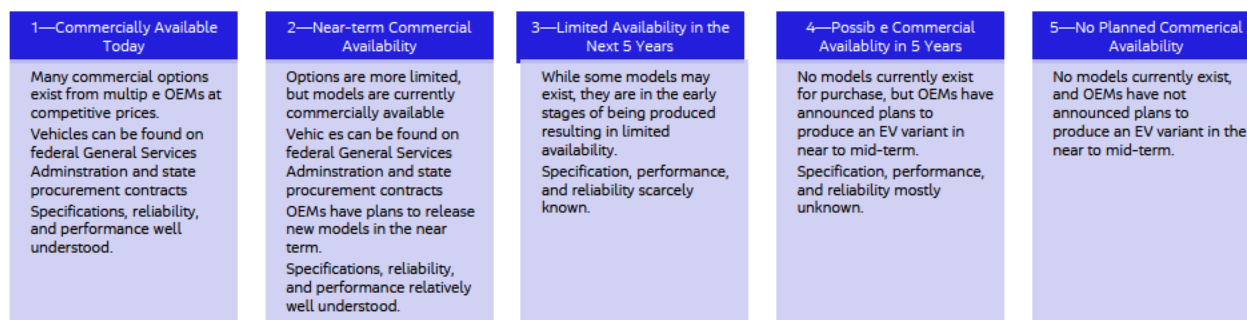 1—Commercially Available
Today
Many commercial options
exist from multip e OEMs at
competitive prices.
Vehicles can be found on
federal General Services
Adminstration and state
procurement contracts
Specifications, reliability,
and performance well
understood.
2—Near-term Commercial
Availability
Options are more limited,
but models are currently
commercially available
Vehic es can be found on
federal General Services
Adminstration and state
procurement contracts
OEMs have plans to release
new models in the near
term.
Specifications, reliability,
and performance relatively
well understood.
3—Limited Availability in the
Next 5 Years
While some models may
exist, they are in the early
stages of being produced
resulting in limited
availability.
Specification, performance,
and reliability scarcely
known.
4—Possib e Commercial
Availablity in 5 Years
No models currently exist
for purchase, but OEMs have
announced plans to
produce an EV variant in
near to mid-term.
Specification, performance,
and reliability mostly
unknown.
5—No Planned Commerical
Availability
No models currently exist,
and OEMs have not
announced plans to
produce an EV variant in the
near to mid-term.